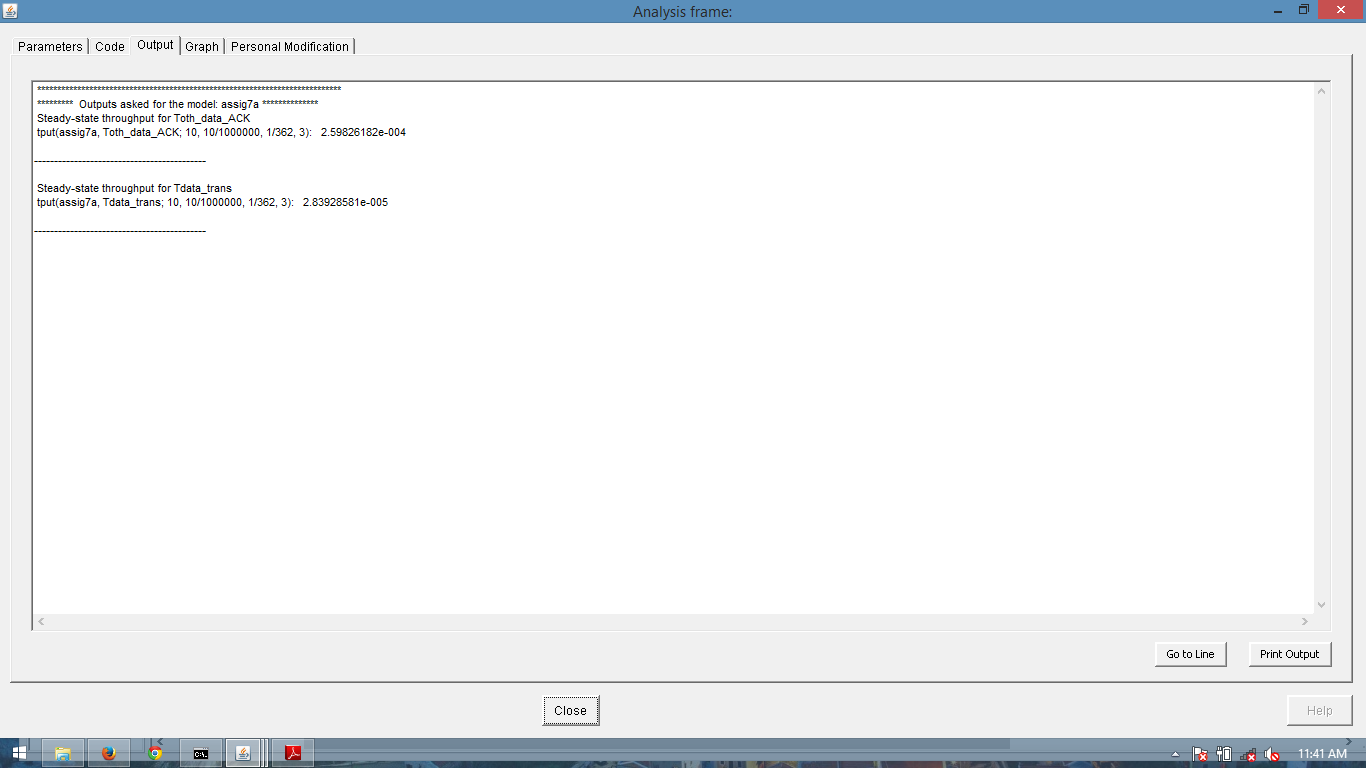 Analysis frame:
Parameters Code Output Graph Personal Modification
****************************************************************************
********* Outputs asked for the model: assig7a **************
Steady-state throughput for Toth_data_ACK
tput(assig7a, Toth_data_ACK; 10, 10/1000000, 1/362, 3): 2.59826182e-004
-------------------------------------------
Steady-state throughput for Tdata_trans
tput(assig7a, Tdata_trans; 10, 10/1000000, 1/362, 3): 2.83928581e-005
-------------------------------------------
Go to Line Print Output
Close Help
C:\.
11:41 AM